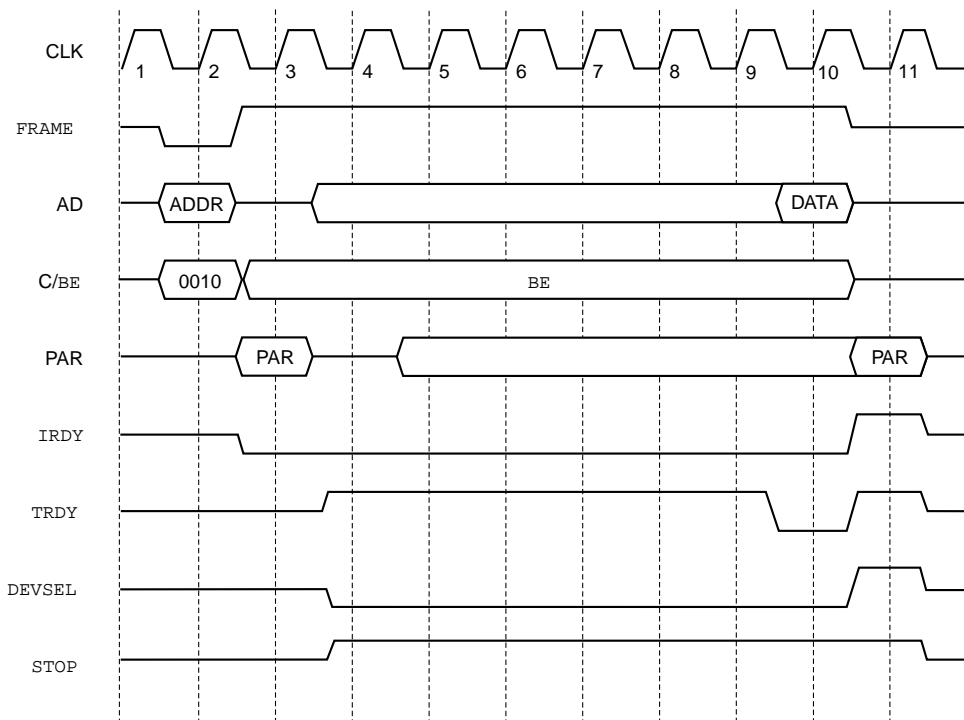 CLK
1 2 3 4 5 6 7 8 9 10 11
FRAME
AD ADDR DATA
C/BE 0010 BE
PAR PAR PAR
IRDY
TRDY
DEVSEL
STOP